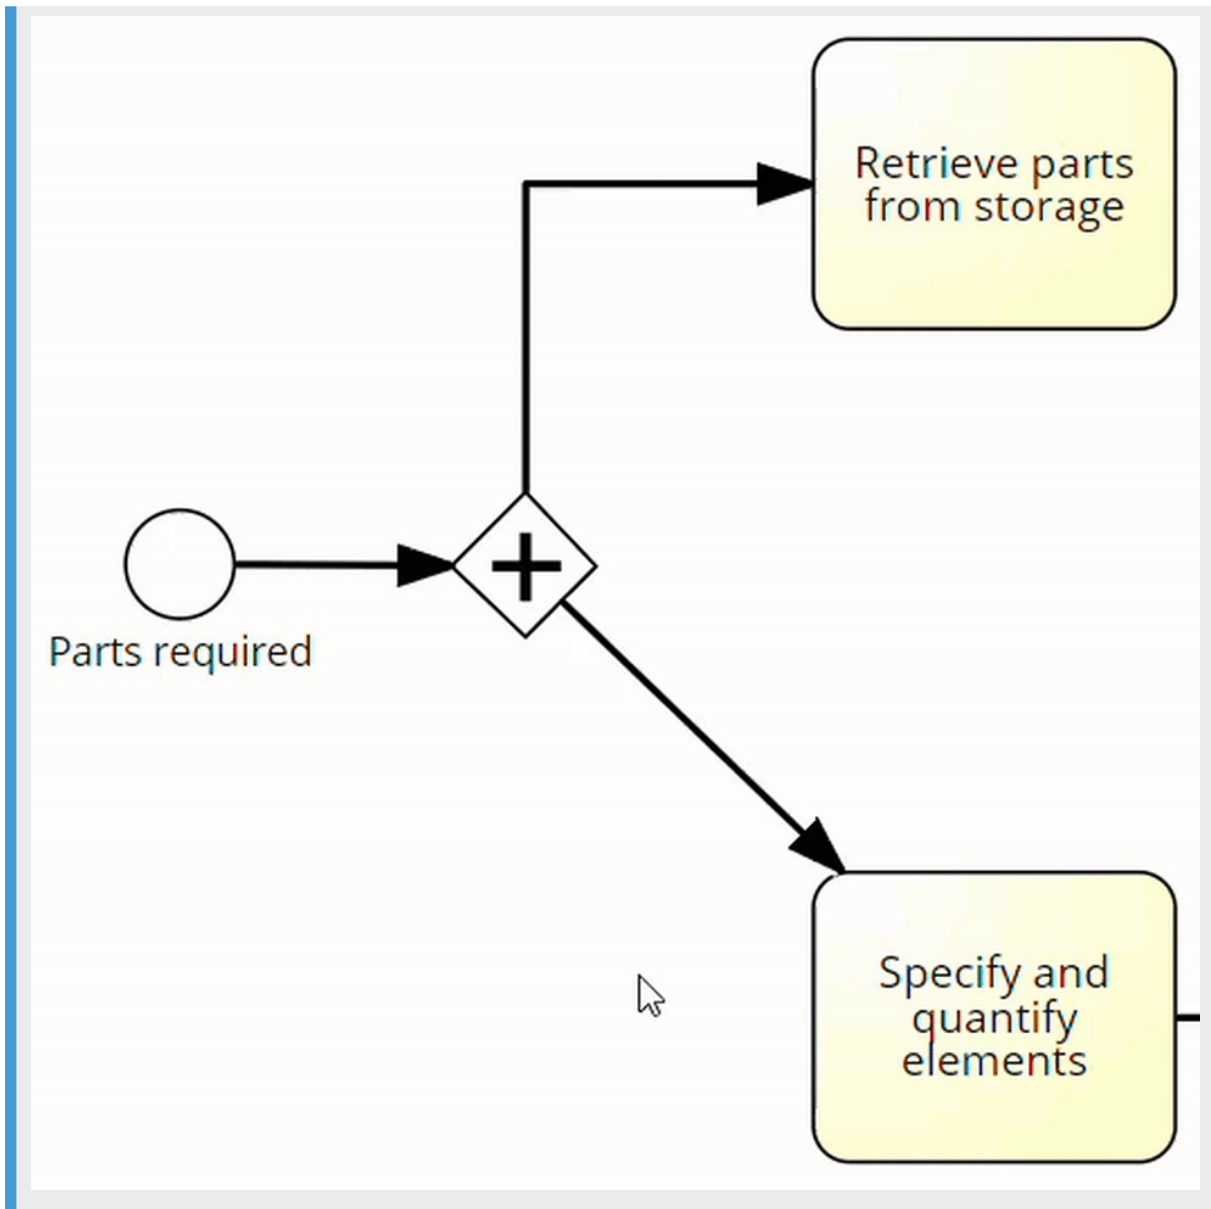 Retrieve parts
from storage
Parts required
Specify and
quantify
elements